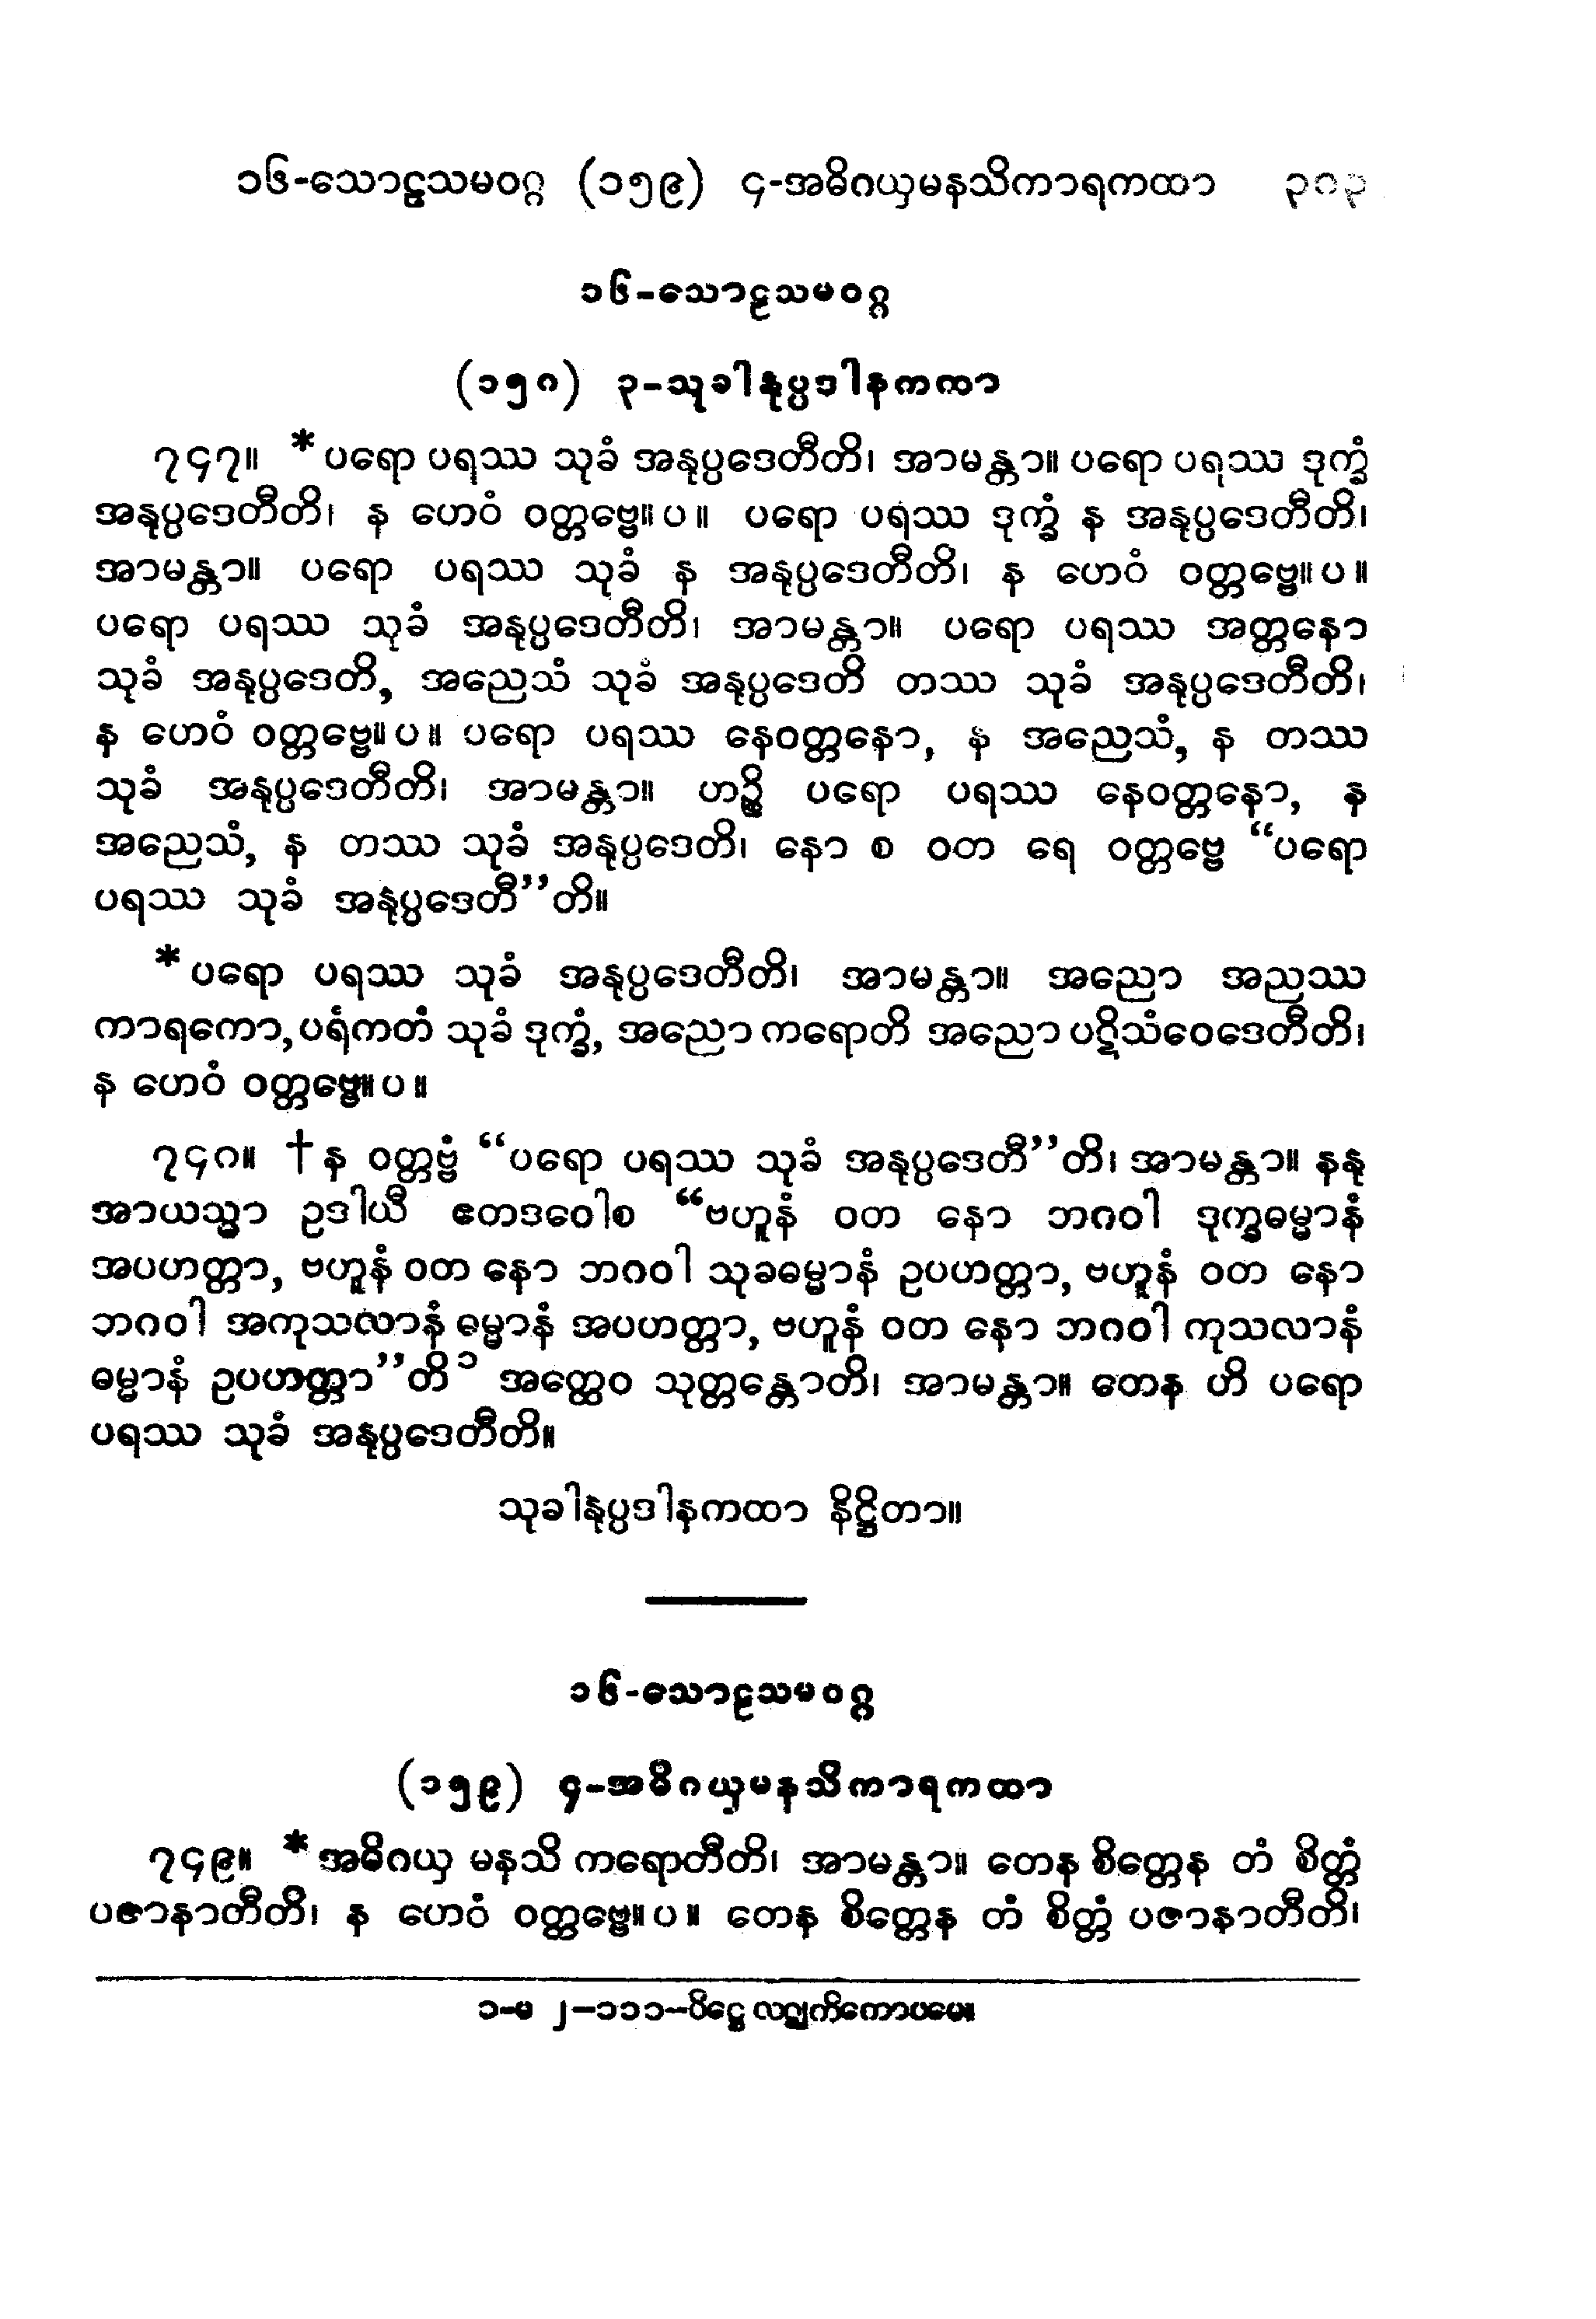 ၁၆-သောဠသမဝဂ္ဂ (၁၅၉) ၄-အဓိဂယှမနသိကာရကထာ ၃၈၃
၁၆-သောဠသမဝဂ္ဂ
(၁၅၈) ၃-သုခါနုပ္ပဒါနကထာ
၇၄၇။ *ပရော ပရဿ သုခံ အနုပ္ပဒေတီတိ၊ အာမန္တာ။ ပရော ပရဿ ဒုက္ခံ
အနုပ္ပဒေတီတိ၊ န ဟေဝံ ဝတ္တဗ္ဗေ။ပ။ ပရော ပရဿ ဒုက္ခံ န အနုပ္ပဒေတီတိ၊
အာမန္တာ။ ပရော ပရဿ သုခံ န အနုပ္ပဒေတီတိ၊ န ဟေဝံ ဝတ္တဗ္ဗေ။ပ။
ပရော ပရဿ သုခံ အနုပ္ပဒေတီတိ၊ အာမန္တာ။ ပရော ပရဿ အတ္တနော
သုခံ အနုပ္ပဒေတိ, အညေသံ သုခံ အနုပ္ပဒေတိ တဿ သုခံ အနုပ္ပဒေတီတိ၊
န ဟေဝံ ဝတ္တဗ္ဗေ။ပ။ ပရော ပရဿ နေဝတ္တနော, န အညေသံ, န တဿ
သုခံ အနုပ္ပဒေတီတိ၊ အာမန္တာ။ ဟဉ္စိ ပရော ပရဿ နေဝတ္တနော, န
အညေသံ, န တဿ သုခံ အနုပ္ပဒေတိ၊ နော စ ဝတ ရေ ဝတ္တဗ္ဗေ “ပရော
ပရဿ သုခံ အနုပ္ပဒေတီ”တိ။
*ပရော ပရဿ သုခံ အနုပ္ပဒေတီတိ၊ အာမန္တာ။ အညော အညဿ
ကာရကော, ပရံကတံ သုခံ ဒုက္ခံ, အညော ကရောတိ အညော ပဋိသံဝေဒေတီတိ၊
န ဟေဝံ ဝတ္တဗ္ဗေ။ပ။
၇၄၈။ †န ဝတ္တဗ္ဗံ “ပရော ပရဿ သုခံ အနုပ္ပဒေတီ”တိ၊ အာမန္တာ။ နနု
အာယသ္မာ ဥဒါယီ ဧတဒဝေါစ “ဗဟူနံ ဝတ နော ဘဂဝါ ဒုက္ခဓမ္မာနံ
အပဟတ္တာ, ဗဟူနံ ဝတ နော ဘဂဝါ သုခဓမ္မာနံ ဥပဟတ္တာ, ဗဟူနံ ဝတ နော
ဘဂဝါ အကုသလာနံ ဓမ္မာနံ အပဟတ္တာ, ဗဟူနံ ဝတ နော ဘဂဝါ ကုသလာနံ
ဓမ္မာနံ ဥပဟတ္တာ”တိ၁ အတ္ထေဝ သုတ္တန္တောတိ၊ အာမန္တာ။ တေန ဟိ ပရော
ပရဿ သုခံ အနုပ္ပဒေတီတိ။
သုခါနုပ္ပဒါနကထာ နိဋ္ဌိတာ။
၁၆-သောဠသမဝဂ္ဂ
(၁၅၉) ၄-အဓိဂယှမနသိကာရကထာ
၇၄၉။ *အဓိဂယှ မနသိ ကရောတီတိ၊ အာမန္တာ။ တေန စိတ္တေန တံ စိတ္တံ
ပဇာနာတီတိ၊ န ဟေဝံ ဝတ္တဗ္ဗေ။ပ။ တေန စိတ္တေန တံ စိတ္တံ ပဇာနာတီတိ၊
၁-မ ၂-၁၁၁-ပိဋ္ဌေ လဋုကိကောပမေ။